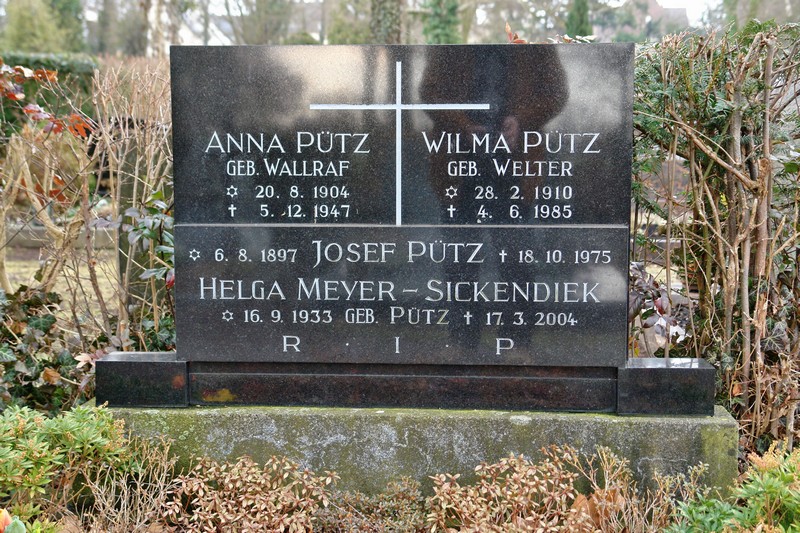 ANNA PÜTZ
GEB. WALLRAF
✡ 20. 8. 1904
† 5. 12. 1947
WILMA PÜTZ
GEB. WELTER
✡ 28. 2. 1910
† 4. 6. 1985
✡ 6. 8. 1897 JOSEF PÜTZ † 18. 10. 1975
HELGA MEYER – SICKENDIEK
✡ 16. 9. 1933 GEB. PÜTZ † 17. 3. 2004
R · I · P